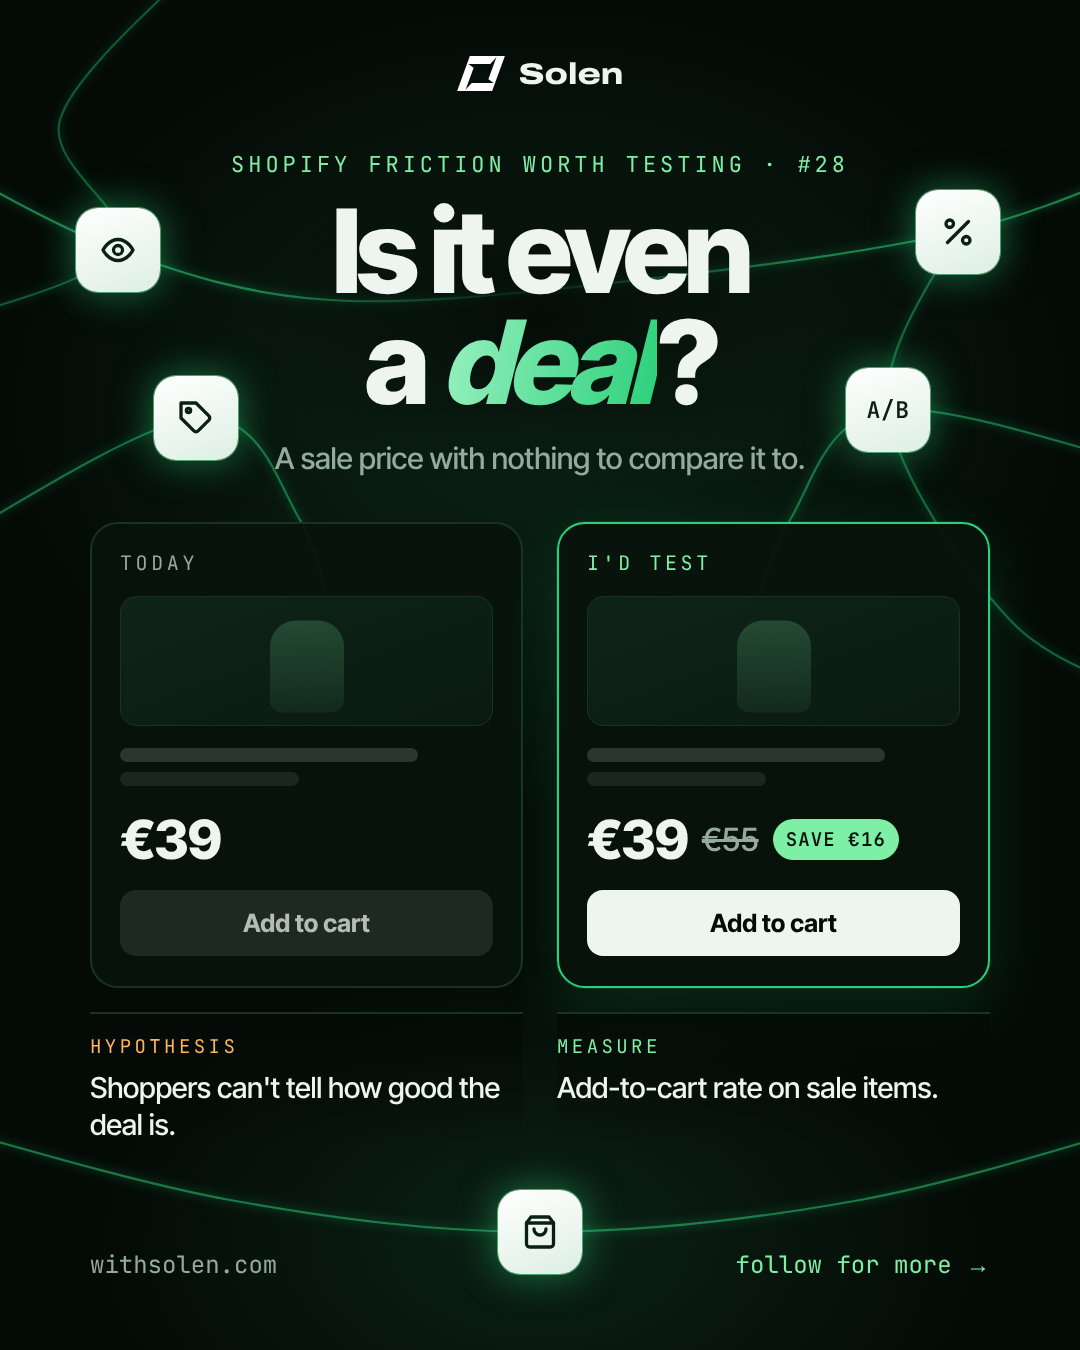 Solen
SHOPIFY FRICTION WORTH TESTING · #28
Is it even
a deal?
A sale price with nothing to compare it to.
A/B
TODAY
€39
Add to cart
I'D TEST
€39 €55 SAVE €16
Add to cart
HYPOTHESIS
Shoppers can't tell how good the
deal is.
MEASURE
Add-to-cart rate on sale items.
withsolen.com
follow for more →